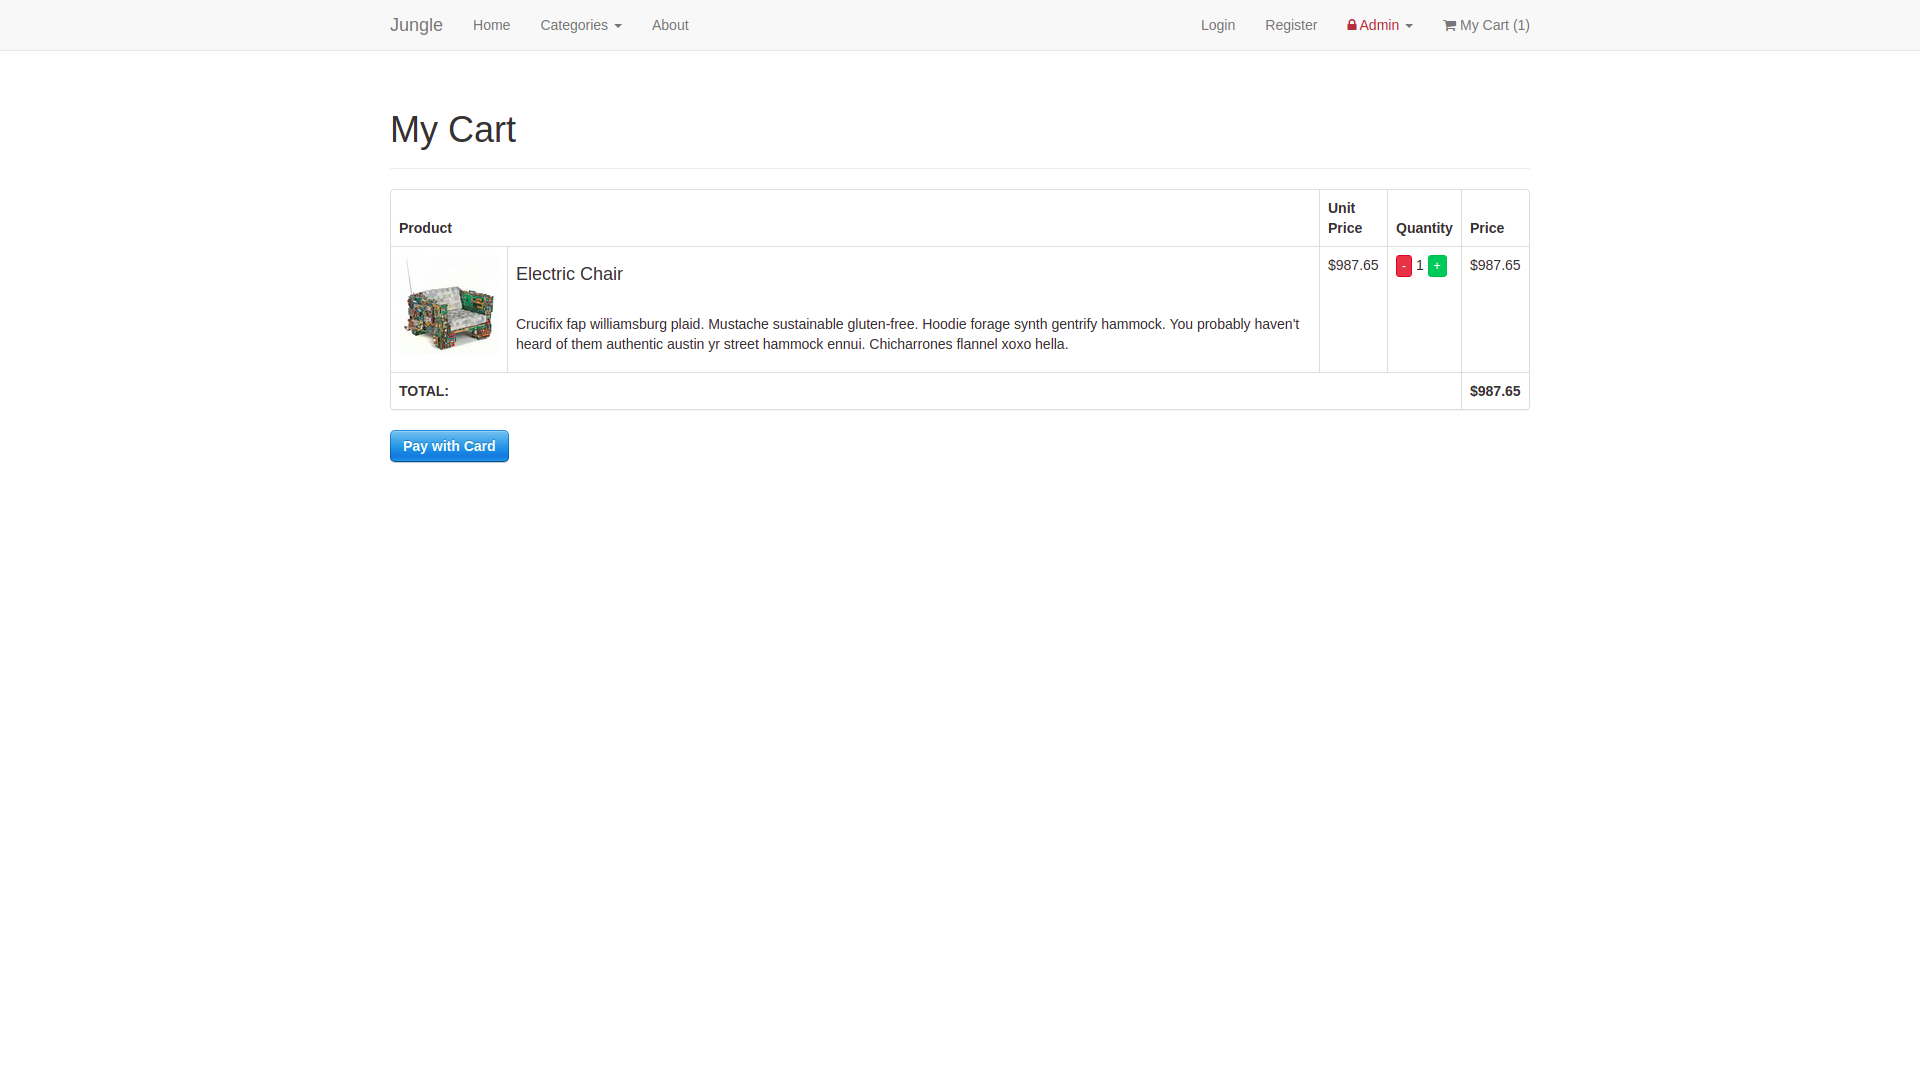 Jungle Home Categories About Login Register Admin My Cart (1)
My Cart
Product Unit Price Quantity Price
Electric Chair $987.65 - 1 + $987.65
Crucifix fap williamsburg plaid. Mustache sustainable gluten-free. Hoodie forage synth gentrify hammock. You probably haven't
heard of them authentic austin yr street hammock ennui. Chicharrones flannel xoxo hella.
TOTAL: $987.65
Pay with Card